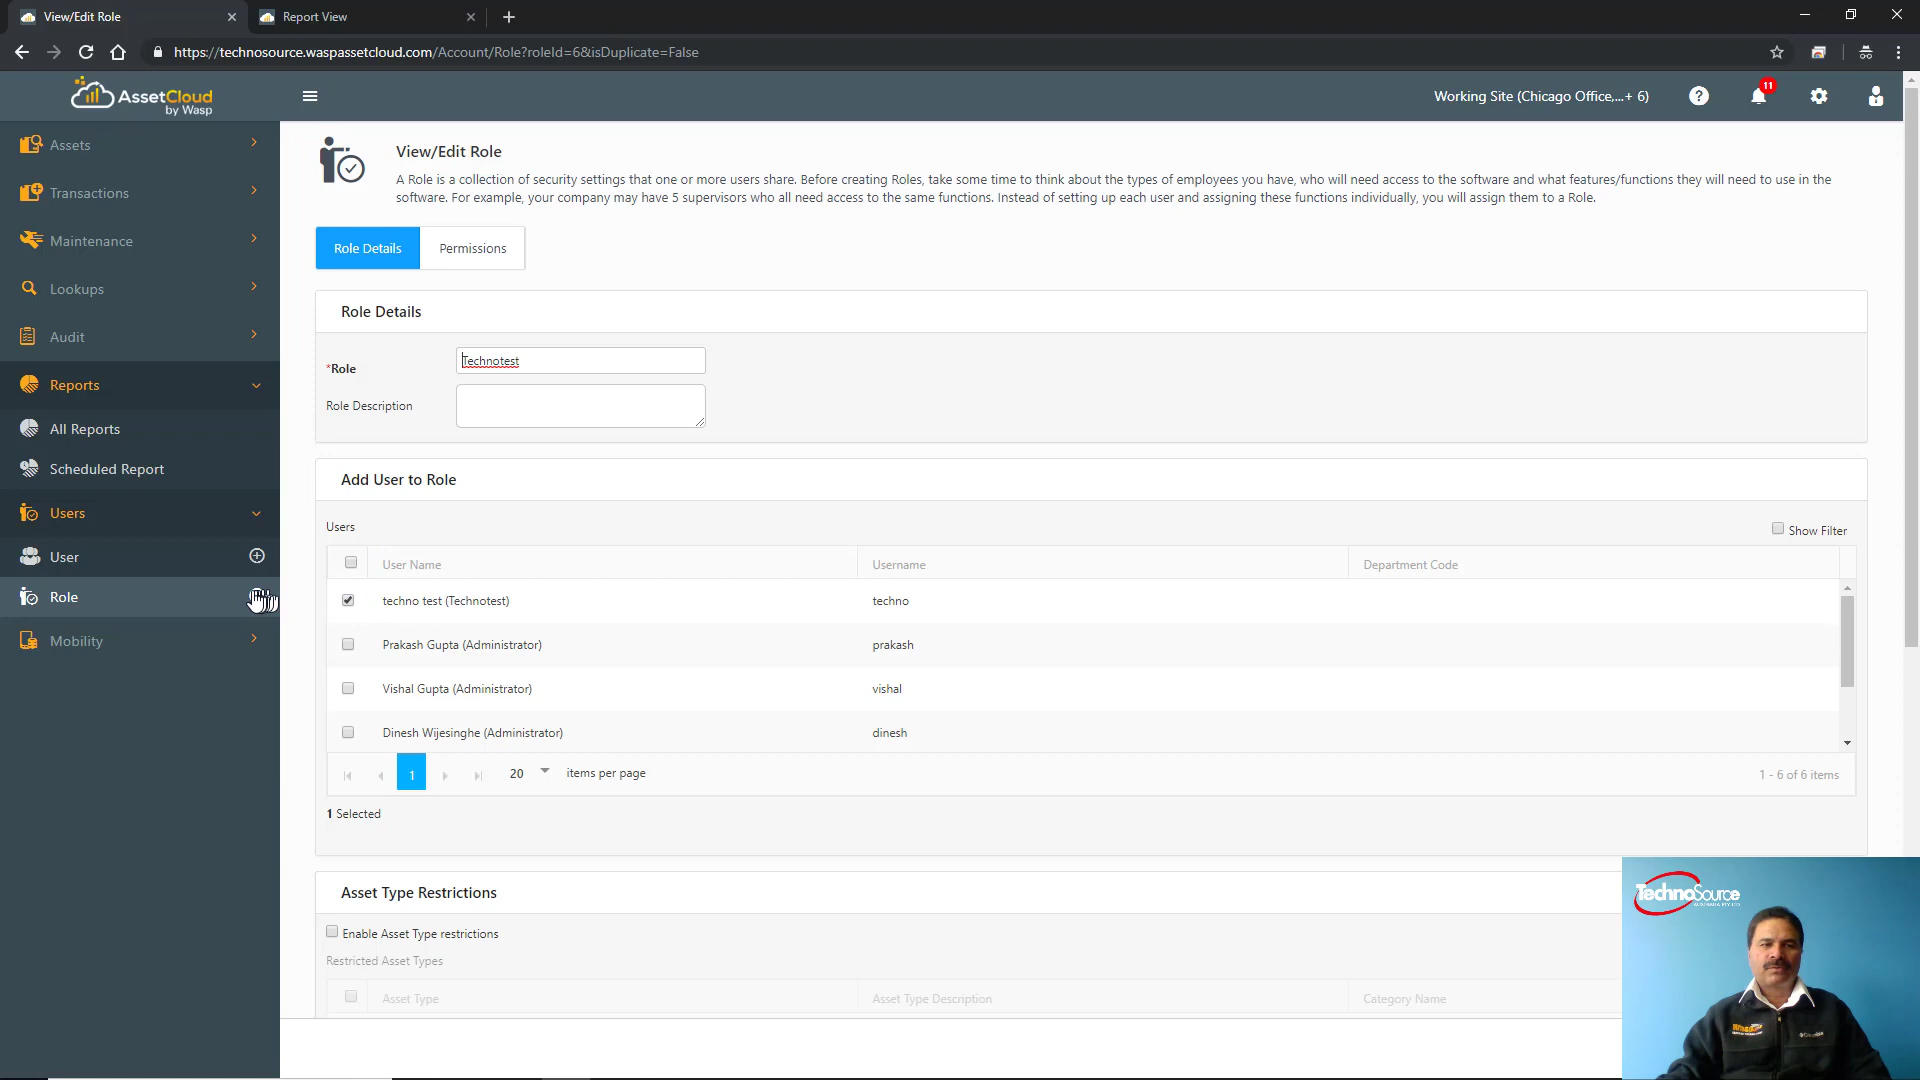 View/Edit Role
Report View
https://technosource.waspassetcloud.com/Account/Role?roleId=6&isDuplicate=False
AssetCloud
by Wasp
Working Site (Chicago Office,...+ 6)
11
Assets
Transactions
Maintenance
Lookups
Audit
Reports
All Reports
Scheduled Report
Users
User
Role
Mobility
View/Edit Role
A Role is a collection of security settings that one or more users share. Before creating Roles, take some time to think about the types of employees you have, who will need access to the software and what features/functions they will need to use in the
software. For example, your company may have 5 supervisors who all need access to the same functions. Instead of setting up each user and assigning these functions individually, you will assign them to a Role.
Role Details
Permissions
Role Details
*Role
Technotest
Role Description
Add User to Role
Users
Show Filter
User Name
Username
Department Code
techno test (Technotest)
techno
Prakash Gupta (Administrator)
prakash
Vishal Gupta (Administrator)
vishal
Dinesh Wijesinghe (Administrator)
dinesh
1
20
items per page
1 - 6 of 6 items
1 Selected
Asset Type Restrictions
Enable Asset Type restrictions
Restricted Asset Types
Asset Type
Asset Type Description
Category Name
TechnoSource
AUSTRALIA PTY LTD